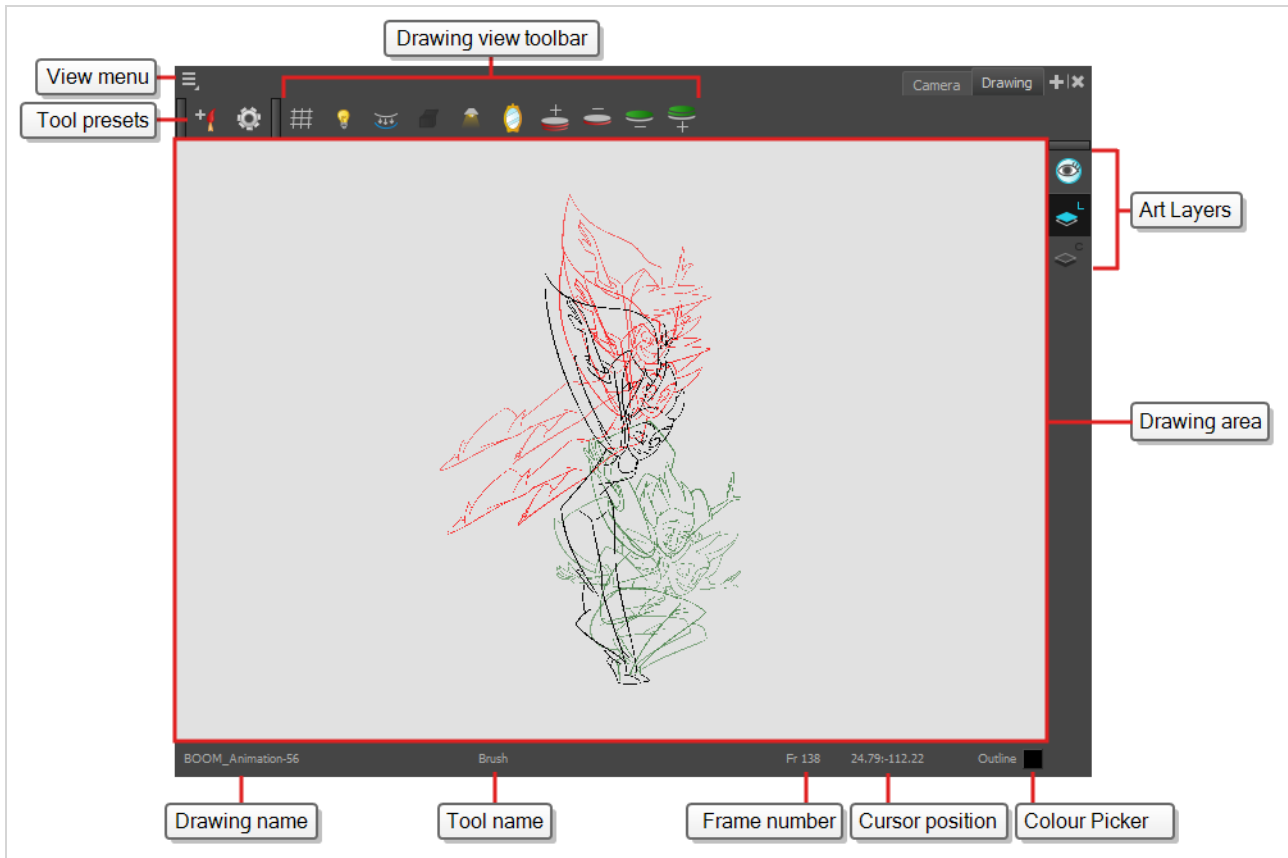 Drawing view toolbar
View menu
Camera
Drawing
Tool presets
L
Art Layers
C
Drawing area
BOOM_Animation-56
Brush
Fr 138
24.79:-112.22
Outline
Drawing name
Tool name
Frame number
Cursor position
Colour Picker